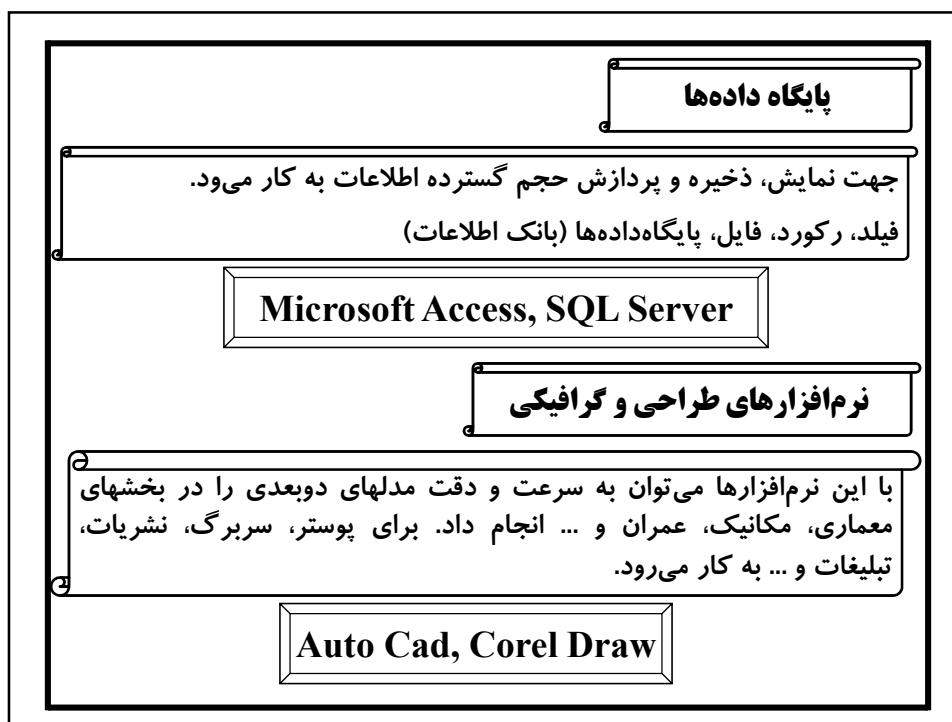 پایگاه داده‌ها
جهت نمایش، ذخیره و پردازش حجم گسترده اطلاعات به کار می‌ود.
فیلد، رکورد، فایل، پایگاه‌داده‌ها (بانک اطلاعات)
Microsoft Access, SQL Server
نرم‌افزارهای طراحی و گرافیکی
با این نرم‌افزارها می‌توان به سرعت و دقت مدلهای دوبعدی را در بخشهای
معماری، مکانیک، عمران و ... انجام داد. برای پوستر، سربرگ، نشریات،
تبلیغات و ... به کار می‌رود.
Auto Cad, Corel Draw